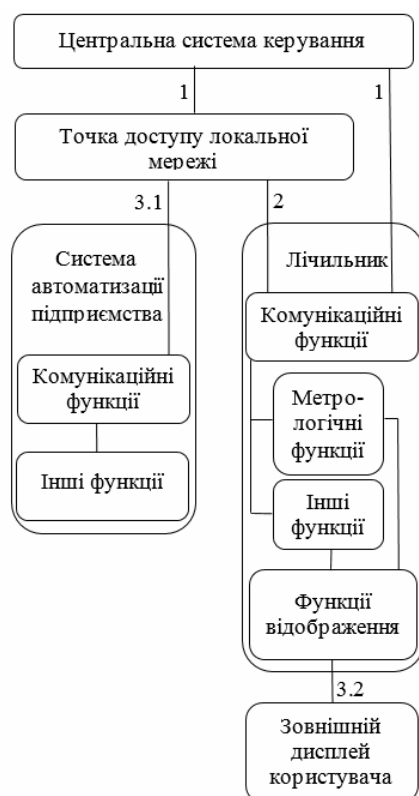 Центральна система керування
1
1
Точка доступу локальної
мережі
3.1
2
Система
автоматизації
підприємства
Комунікаційні
функції
Інші функції
Лічильник
Комунікаційні
функції
Метро-
логічні
функції
Інші
функції
Функції
відображення
3.2
Зовнішній
дисплей
користувача